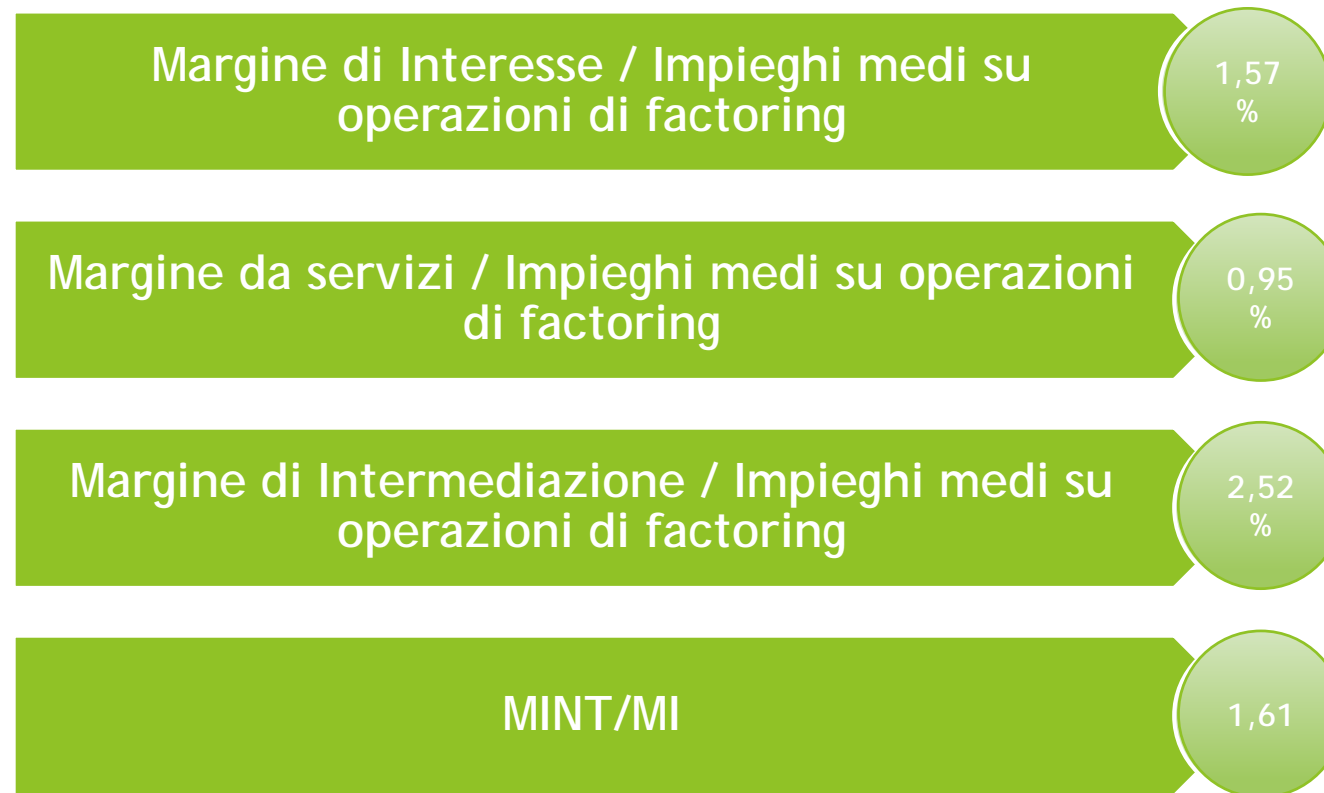 Margine di Interesse / Impieghi medi su
operazioni di factoring
1,57
%
Margine da servizi / Impieghi medi su operazioni
di factoring
0,95
%
Margine di Intermediazione / Impieghi medi su
operazioni di factoring
2,52
%
MINT/MI
1,61